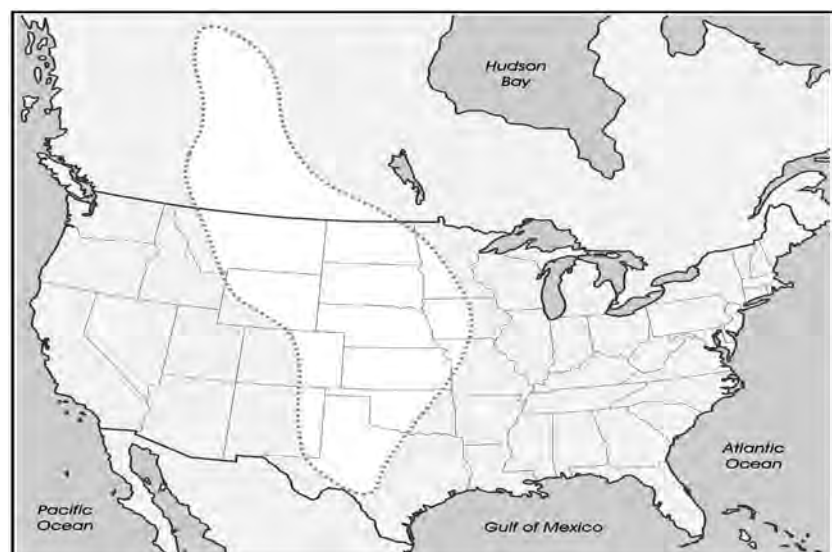 Hudson
Bay
Atlantic
Ocean
Pacific
Ocean
Gulf of Mexico